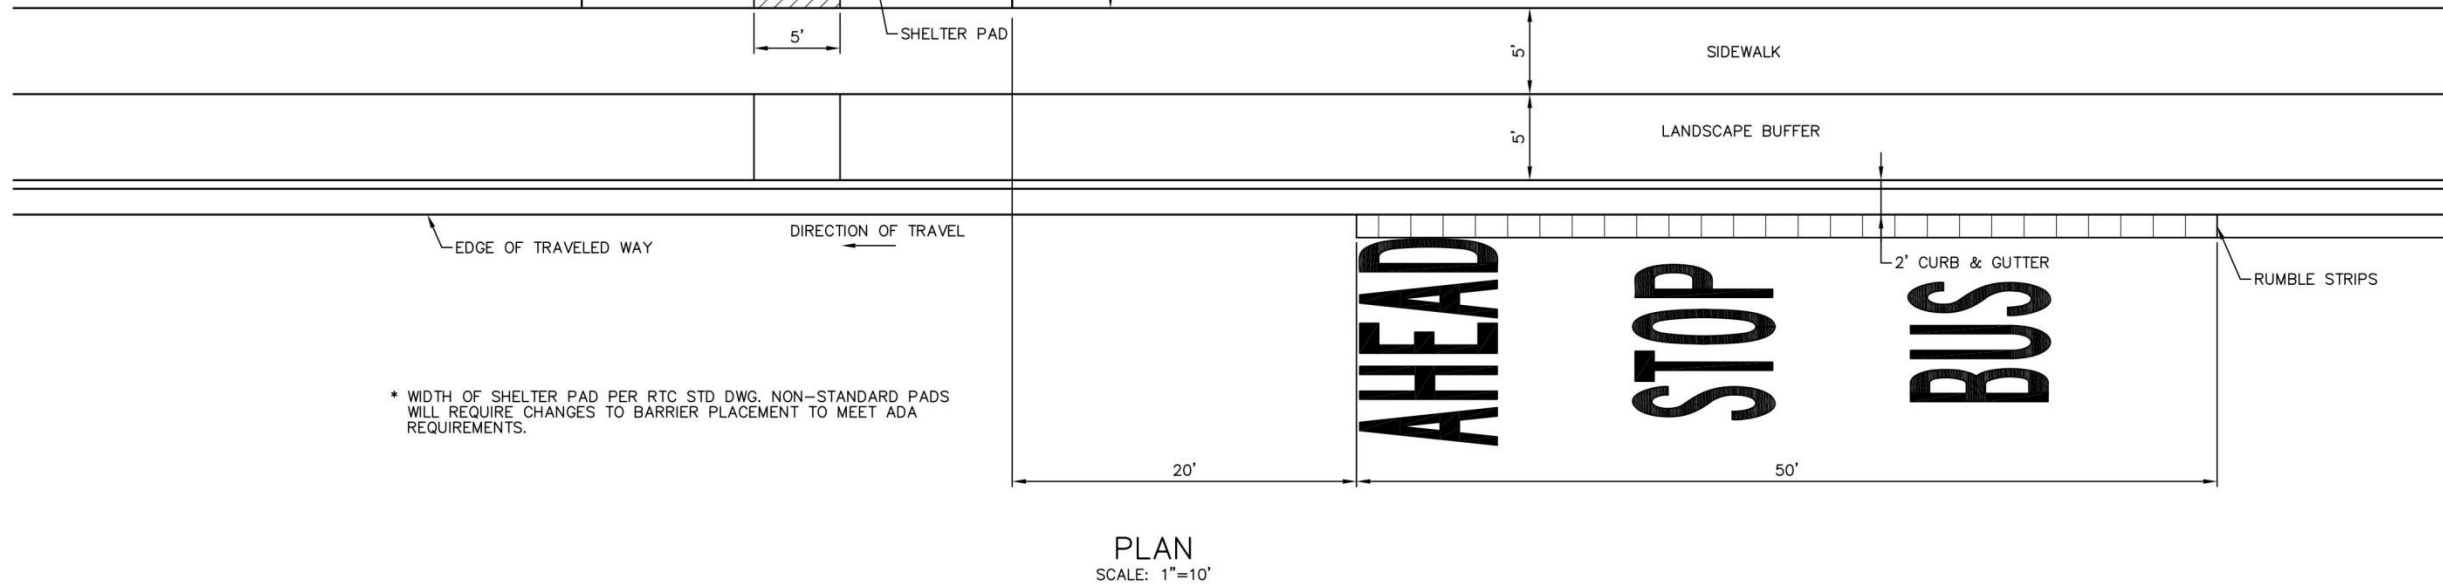 5'
SHELTER PAD
5'
SIDEWALK
5'
LANDSCAPE BUFFER
DIRECTION OF TRAVEL
EDGE OF TRAVELED WAY
2' CURB & GUTTER
RUMBLE STRIPS
AHEAD
STOP
BUS
* WIDTH OF SHELTER PAD PER RTC STD DWG. NON-STANDARD PADS
WILL REQUIRE CHANGES TO BARRIER PLACEMENT TO MEET ADA
REQUIREMENTS.
20'
50'
PLAN
SCALE: 1"=10'